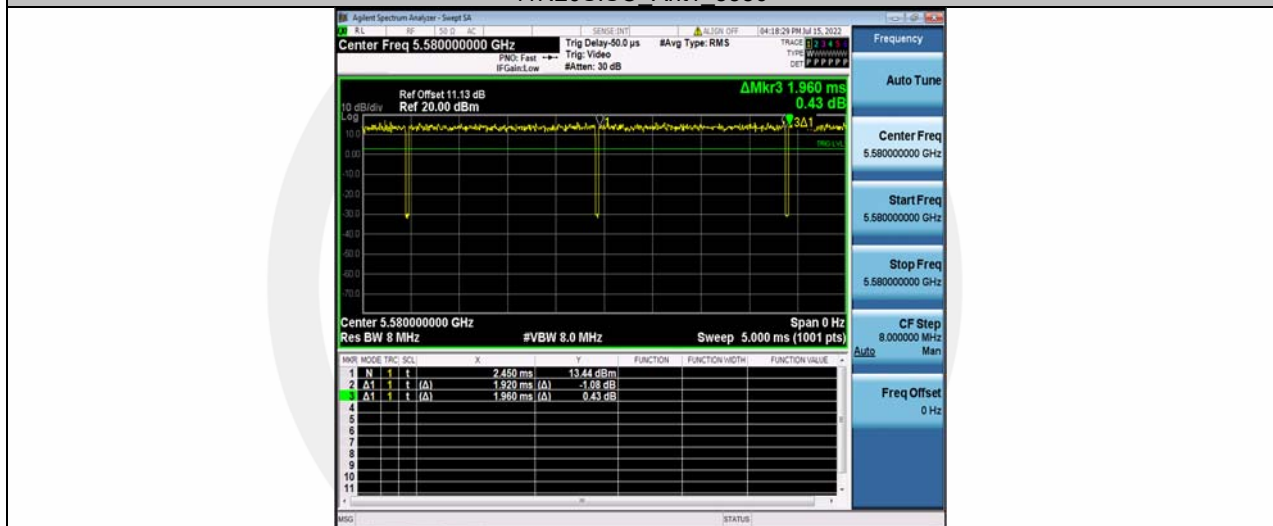 Agilent Spectrum Analyzer - Swept SA
RL RF 50 Ω AC SENSE:INT ALIGN OFF 04:18:29 PM Jul 15, 2022
Center Freq 5.580000000 GHz
PNO: Fast
IFGain:Low
Trig Delay-50.0 µs
Trig: Video
#Atten: 30 dB
#Avg Type: RMS
TRACE 1 2 3 4 5 6
TYPE WWWWWW
DET P P P P P P
Frequency
Auto Tune
Center Freq
5.580000000 GHz
Start Freq
5.580000000 GHz
Stop Freq
5.580000000 GHz
CF Step
8.000000 MHz
Auto Man
Freq Offset
0 Hz
ΔMkr3 1.960 ms
0.43 dB
Ref Offset 11.13 dB
10 dB/div Ref 20.00 dBm
Log
10.0
0.00
-10.0
-20.0
-30.0
-40.0
-50.0
-60.0
-70.0
1
3Δ1
TRIG LVL
Center 5.580000000 GHz Span 0 Hz
Res BW 8 MHz #VBW 8.0 MHz Sweep 5.000 ms (1001 pts)
MKR MODE TRC SCL X Y FUNCTION FUNCTION WIDTH FUNCTION VALUE
1 N 1 t 2.450 ms 13.44 dBm
2 Δ1 1 t (Δ) 1.920 ms (Δ) -1.08 dB
3 Δ1 1 t (Δ) 1.960 ms (Δ) 0.43 dB
4
5
6
7
8
9
10
11
MSG STATUS